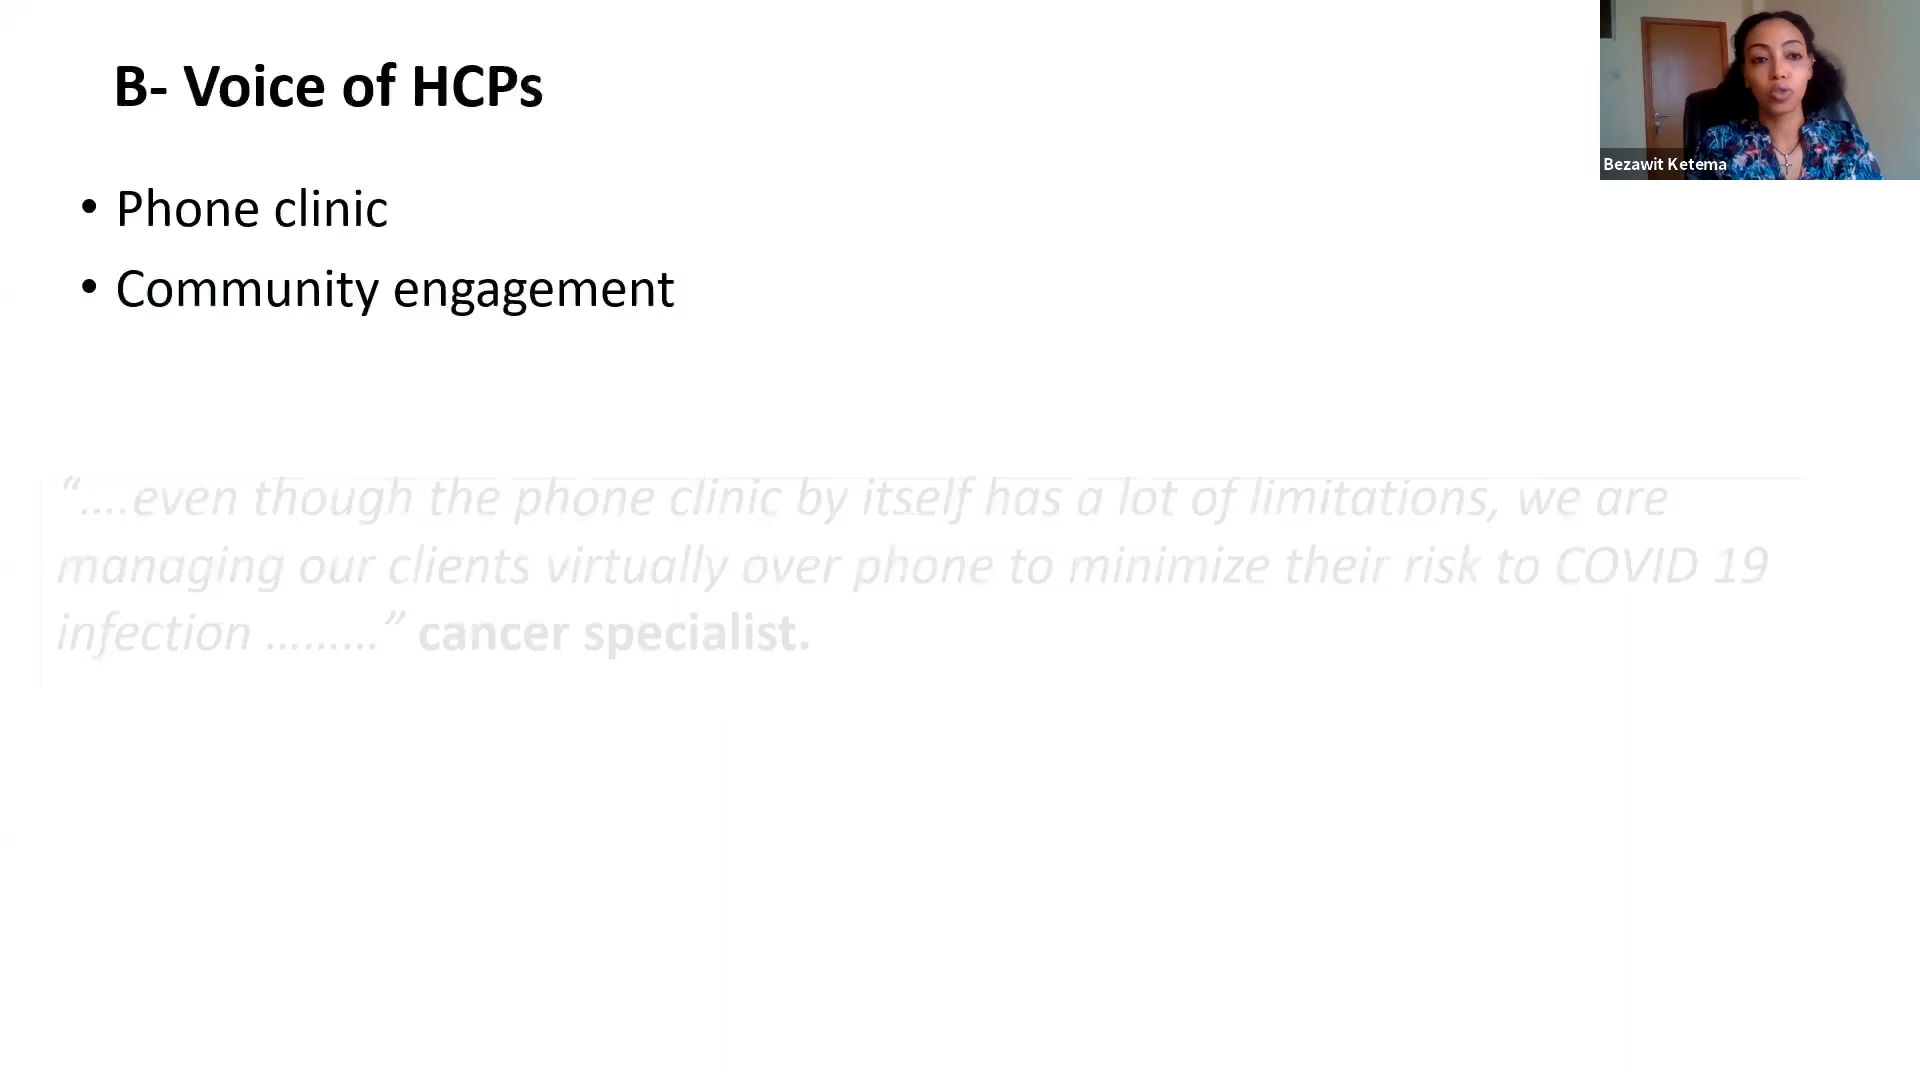 B- Voice of HCPs
Bezawit Ketema
• Phone clinic
• Community engagement
“....even though the phone clinic by itself has a lot of limitations, we are
managing our clients virtually over phone to minimize their risk to COVID 19
infection .........” cancer specialist.